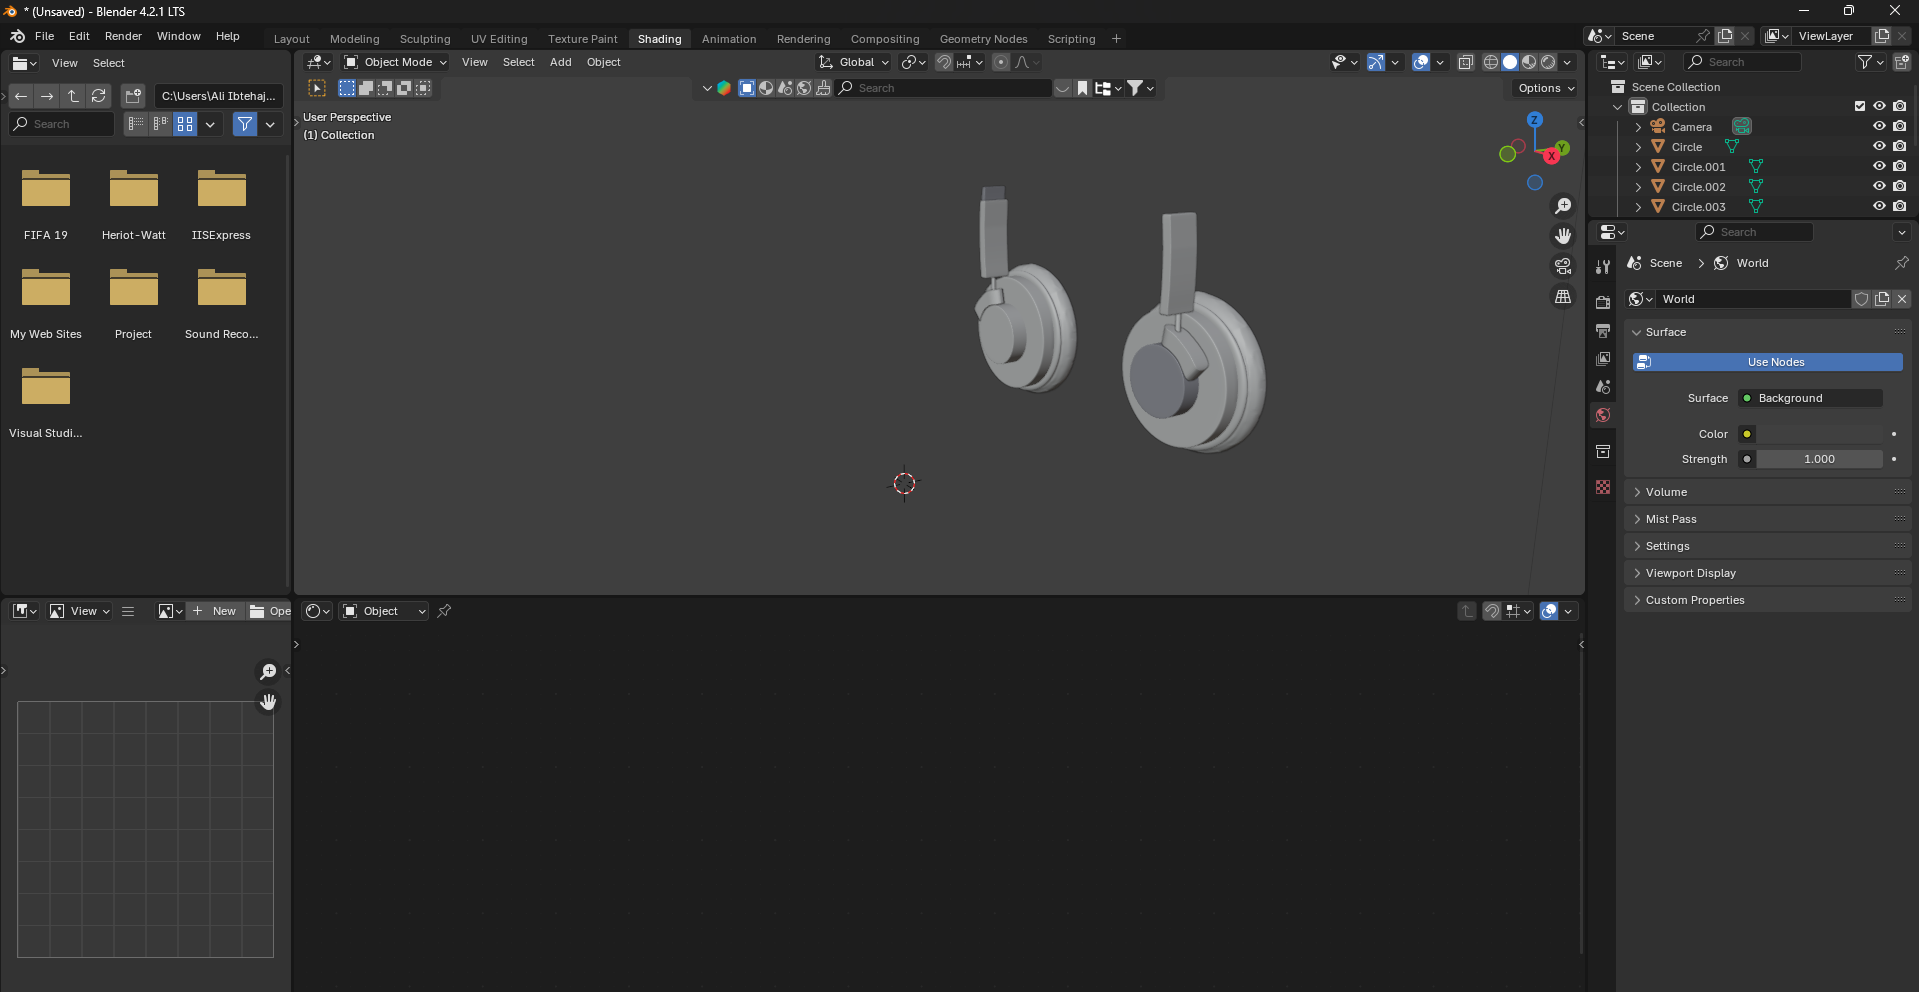 * (Unsaved) - Blender 4.2.1 LTS
File Edit Render Window Help
Layout Modeling Sculpting UV Editing Texture Paint Shading Animation Rendering Compositing Geometry Nodes Scripting +
Scene
ViewLayer
View Select
C:\Users\Ali Ibtehaj...
Search
FIFA 19
Heriot-Watt
IISExpress
My Web Sites
Project
Sound Reco...
Visual Studi...
Object Mode View Select Add Object
Global
Search
Options
User Perspective
(1) Collection
Z
Y
X
Search
Scene Collection
Collection
Camera
Circle
Circle.001
Circle.002
Circle.003
Search
Scene > World
World
Surface
Use Nodes
Surface Background
Color
Strength 1.000
Volume
Mist Pass
Settings
Viewport Display
Custom Properties
View
+ New
Ope
Object